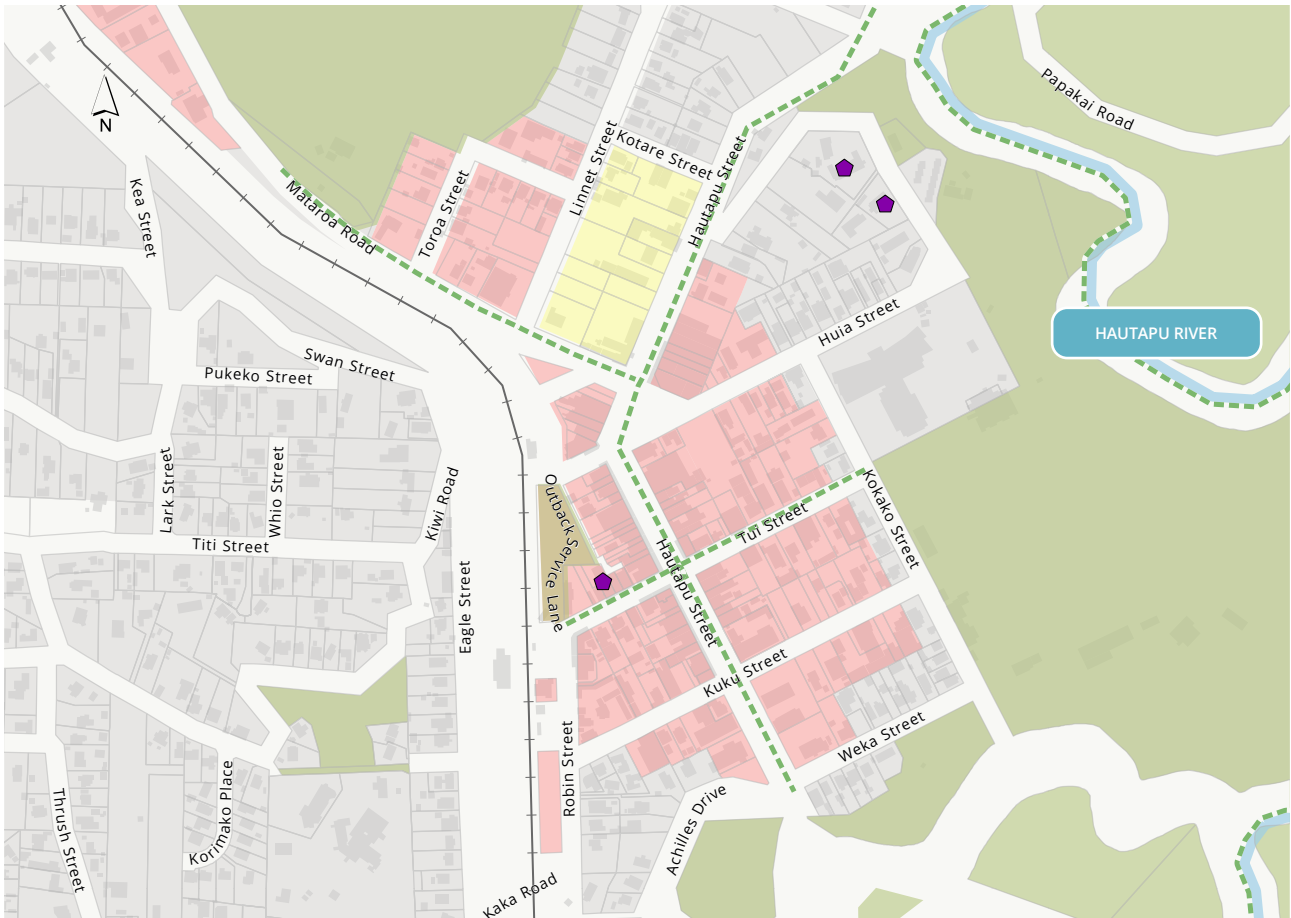 Papakai Road
N
Kotare Street
Linnet Street
Hautapu Street
Toroa Street
Mataroa Road
Kea Street
Huia Street
HAUTAPU RIVER
Swan Street
Pukeko Street
Lark Street
Whio Street
Kiwi Road
Outback Service Lane
Kokako Street
Tui Street
Titi Street
Hautapu Street
Eagle Street
Kuku Street
Weka Street
Robin Street
Korimako Place
Thrush Street
Achilles Drive
Kaka Road